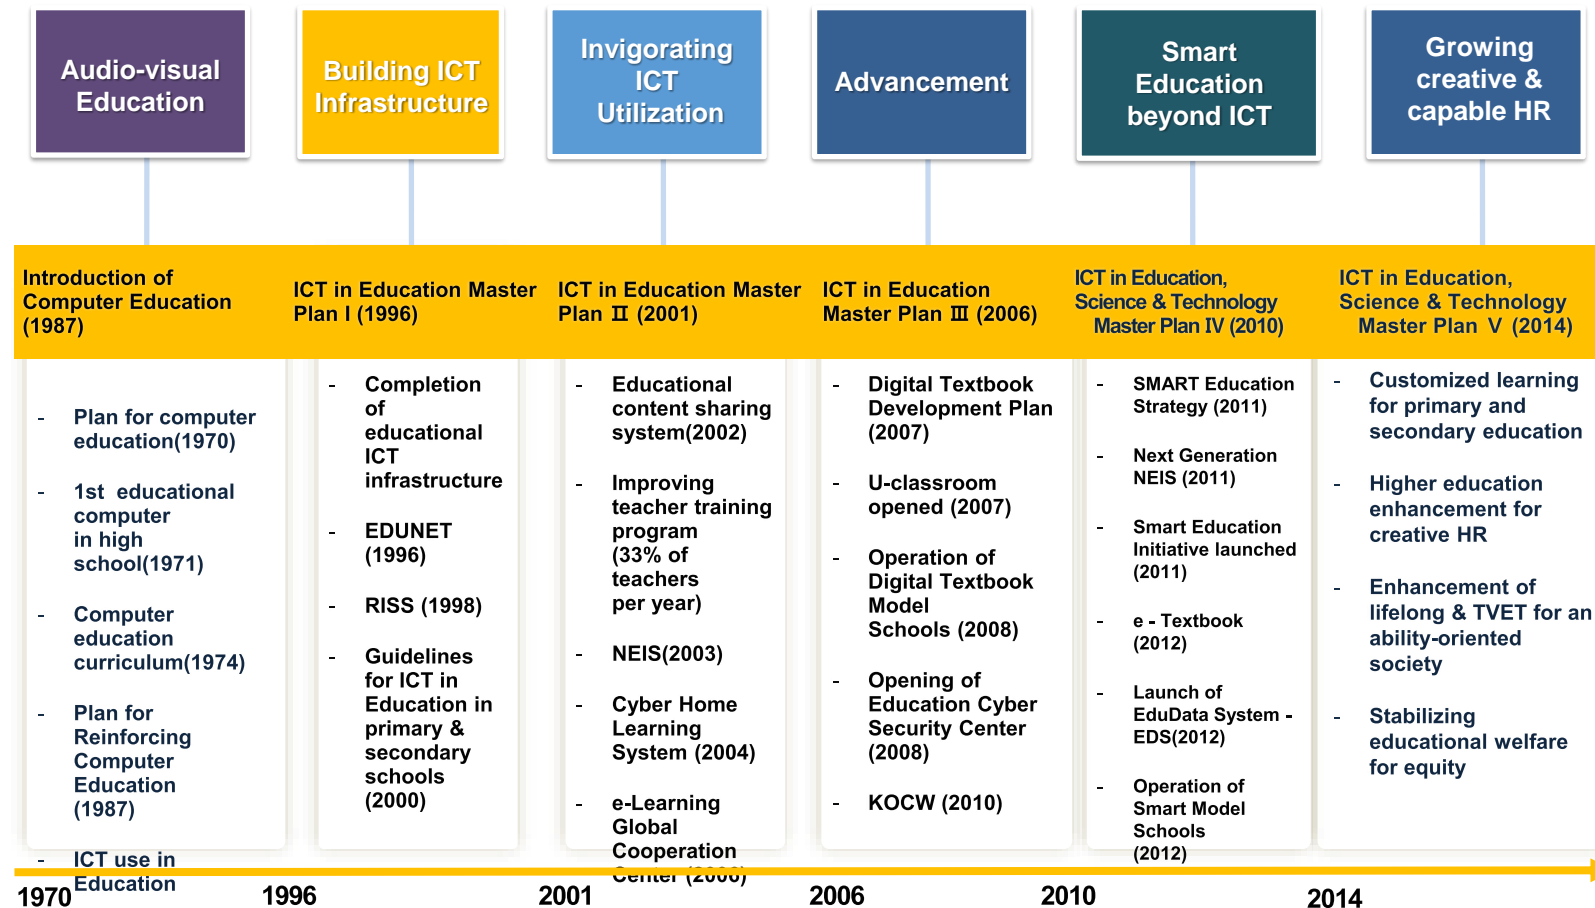 Audio-visual
Education
Building ICT
Infrastructure
Invigorating
ICT
Utilization
Advancement
Smart
Education
beyond ICT
Growing
creative &
capable HR
Introduction of
Computer Education
(1987)
ICT in Education Master
Plan I (1996)
ICT in Education Master
Plan Ⅱ (2001)
ICT in Education
Master Plan Ⅲ (2006)
ICT in Education,
Science & Technology
Master Plan Ⅳ (2010)
ICT in Education,
Science & Technology
Master Plan Ⅴ (2014)
- Plan for computer
education(1970)
- 1st educational
computer
in high
school(1971)
- Computer
education
curriculum(1974)
- Plan for
Reinforcing
Computer
Education
(1987)
- ICT use in
Education
- Completion
of
educational
ICT
infrastructure
- EDUNET
(1996)
- RISS (1998)
- Guidelines
for ICT in
Education in
primary &
secondary
schools
(2000)
- Educational
content sharing
system(2002)
- Improving
teacher training
program
(33% of
teachers
per year)
- NEIS(2003)
- Cyber Home
Learning
System (2004)
- e-Learning
Global
Cooperation
Center (2006)
- Digital Textbook
Development Plan
(2007)
- U-classroom
opened (2007)
- Operation of
Digital Textbook
Model
Schools (2008)
- Opening of
Education Cyber
Security Center
(2008)
- KOCW (2010)
- SMART Education
Strategy (2011)
- Next Generation
NEIS (2011)
- Smart Education
Initiative launched
(2011)
- e - Textbook
(2012)
- Launch of
EduData System -
EDS(2012)
- Operation of
Smart Model
Schools
(2012)
- Customized learning
for primary and
secondary education
- Higher education
enhancement for
creative HR
- Enhancement of
lifelong & TVET for an
ability-oriented
society
- Stabilizing
educational welfare
for equity
1970
1996
2001
2006
2010
2014